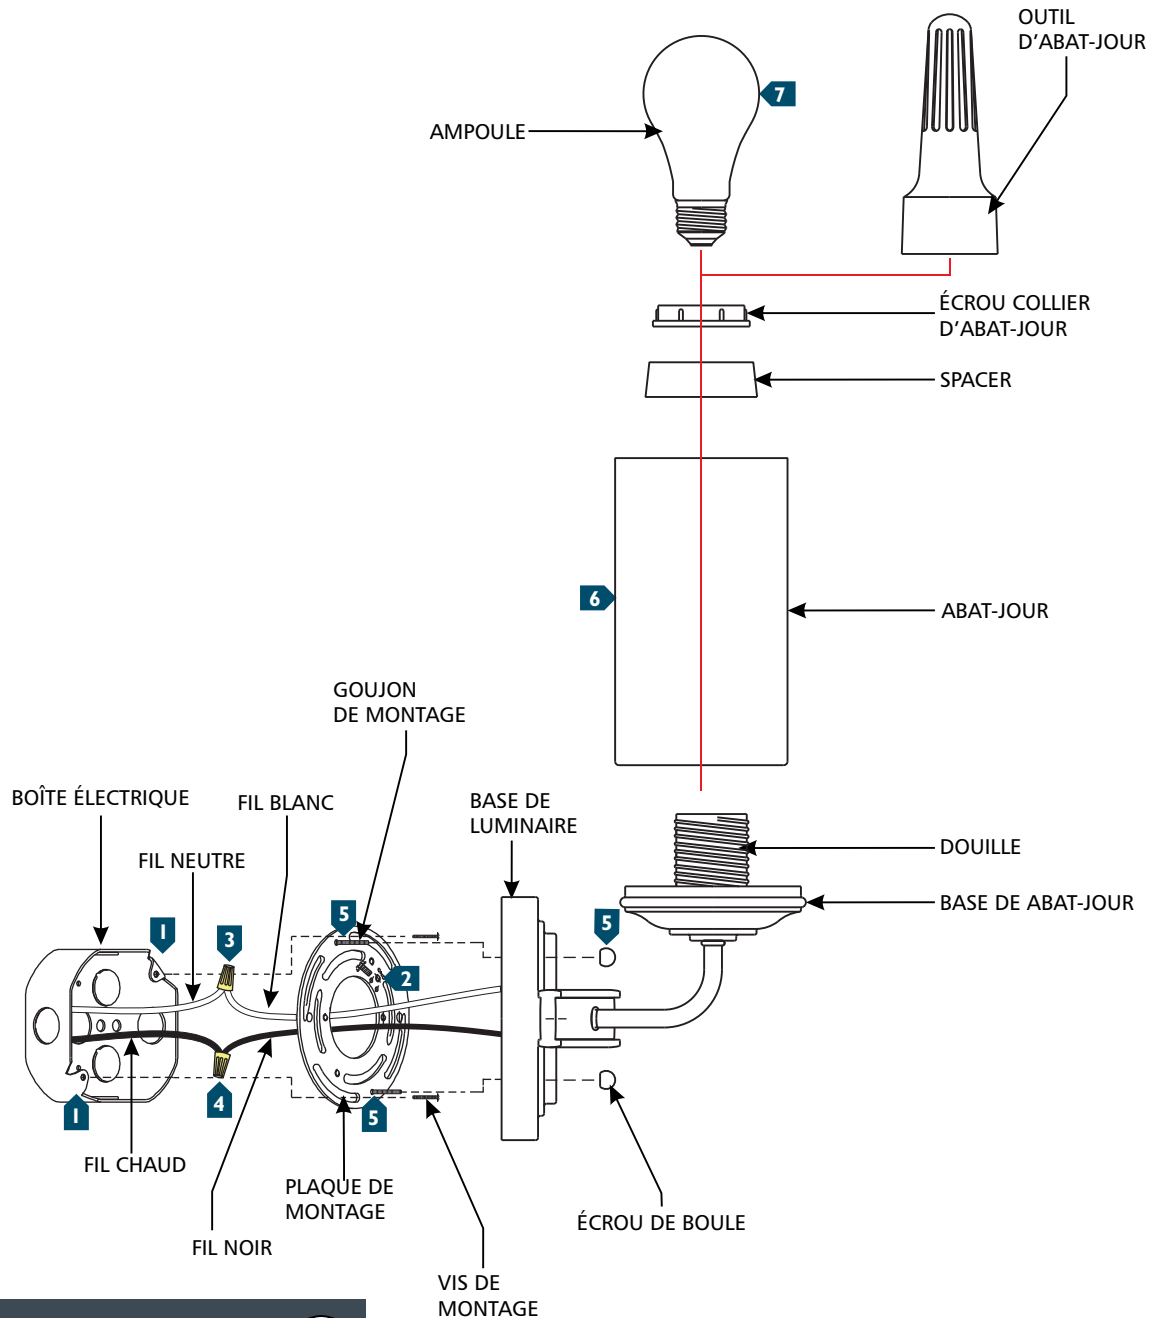 OUTIL
D’ABAT-JOUR
7
AMPOULE
ÉCROU COLLIER
D’ABAT-JOUR
SPACER
6
ABAT-JOUR
GOUJON
DE MONTAGE
BOÎTE ÉLECTRIQUE
FIL BLANC
BASE DE
LUMINAIRE
FIL NEUTRE
DOUILLE
BASE DE ABAT-JOUR
1
3
5
5
2
1
4
5
FIL CHAUD
PLAQUE DE
MONTAGE
ÉCROU DE BOULE
FIL NOIR
VIS DE
MONTAGE